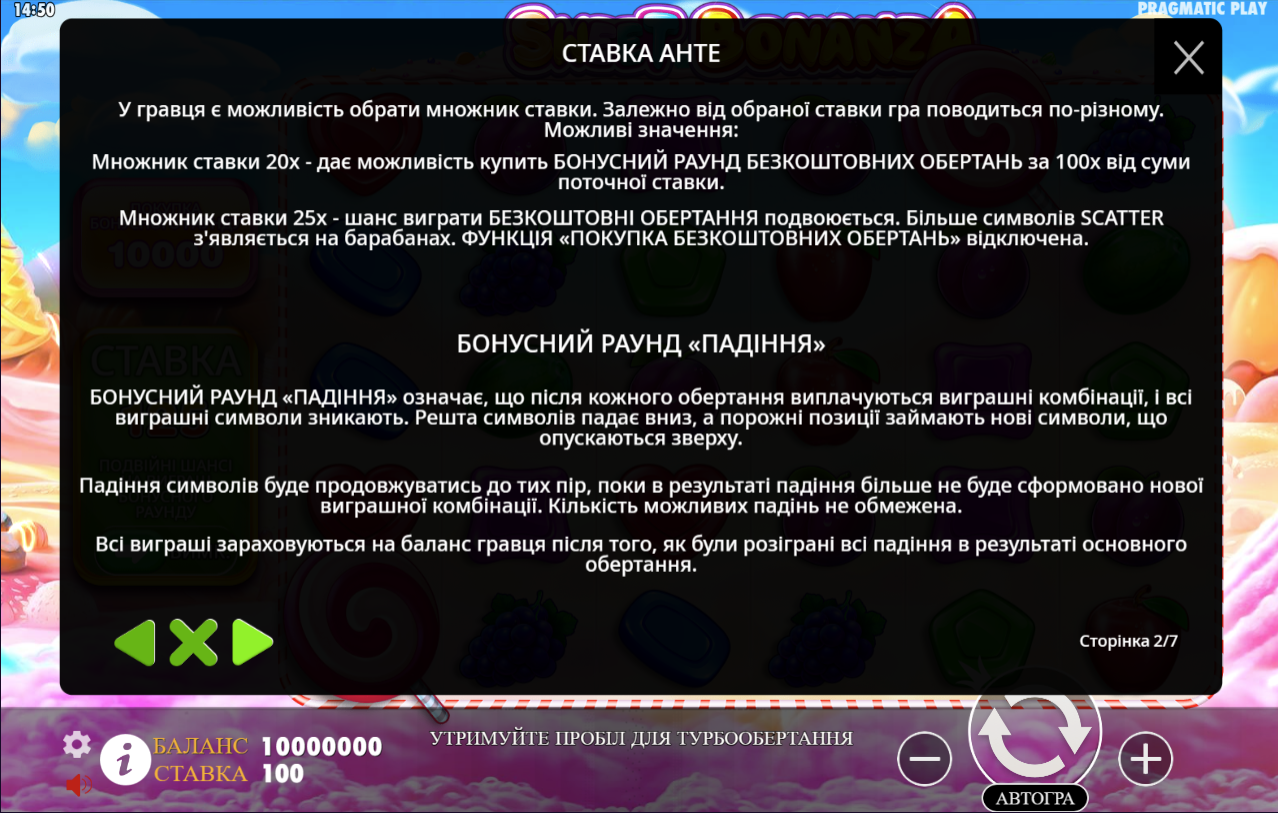 14:50
PRAGMATIC PLAY
SWEET BONANZA
СТАВКА АНТЕ
У гравця є можливість обрати множник ставки. Залежно від обраної ставки гра поводиться по-різному.
Можливі значення:
Множник ставки 20x - дає можливість купить БОНУСНИЙ РАУНД БЕЗКОШТОВНИХ ОБЕРТАНЬ за 100x від суми
поточної ставки.
Множник ставки 25x - шанс виграти БЕЗКОШТОВНІ ОБЕРТАННЯ подвоюється. Більше символів SCATTER
з'являється на барабанах. ФУНКЦІЯ «ПОКУПКА БЕЗКОШТОВНИХ ОБЕРТАНЬ» відключена.
10000
БОНУСНИЙ РАУНД «ПАДІННЯ»
СТАВКА
БОНУСНИЙ РАУНД «ПАДІННЯ» означає, що після кожного обертання виплачуються виграшні комбінації, і всі
виграшні символи зникають. Решта символів падає вниз, а порожні позиції займають нові символи, що
опускаються зверху.
ПОДВІЙНІ ШАНСІ
РАУНДУ
Падіння символів буде продовжуватись до тих пір, поки в результаті падіння більше не буде сформовано нової
виграшної комбінації. Кількість можливих падінь не обмежена.
Всі виграші зараховуються на баланс гравця після того, як були розіграні всі падіння в результаті основного
обертання.
Сторінка 2/7
УТРИМУЙТЕ ПРОБІЛ ДЛЯ ТУРБООБЕРТАННЯ
БАЛАНС 10000000
СТАВКА 100
АВТОГРА